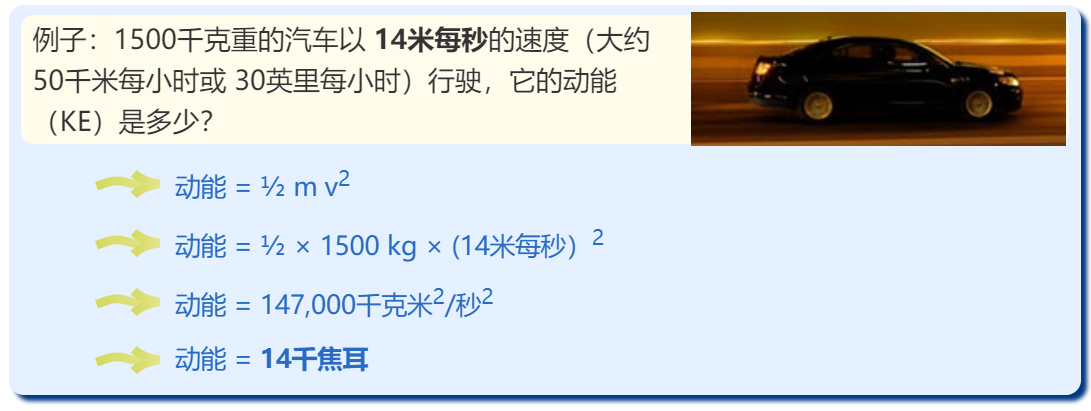 例子：1500千克重的汽车以 14米每秒的速度（大约
50千米每小时或 30英里每小时）行驶，它的动能
（KE）是多少？
动能 = ½ m v²
动能 = ½ × 1500 kg × (14米每秒）²
动能 = 147,000千克米²/秒²
动能 = 14千焦耳